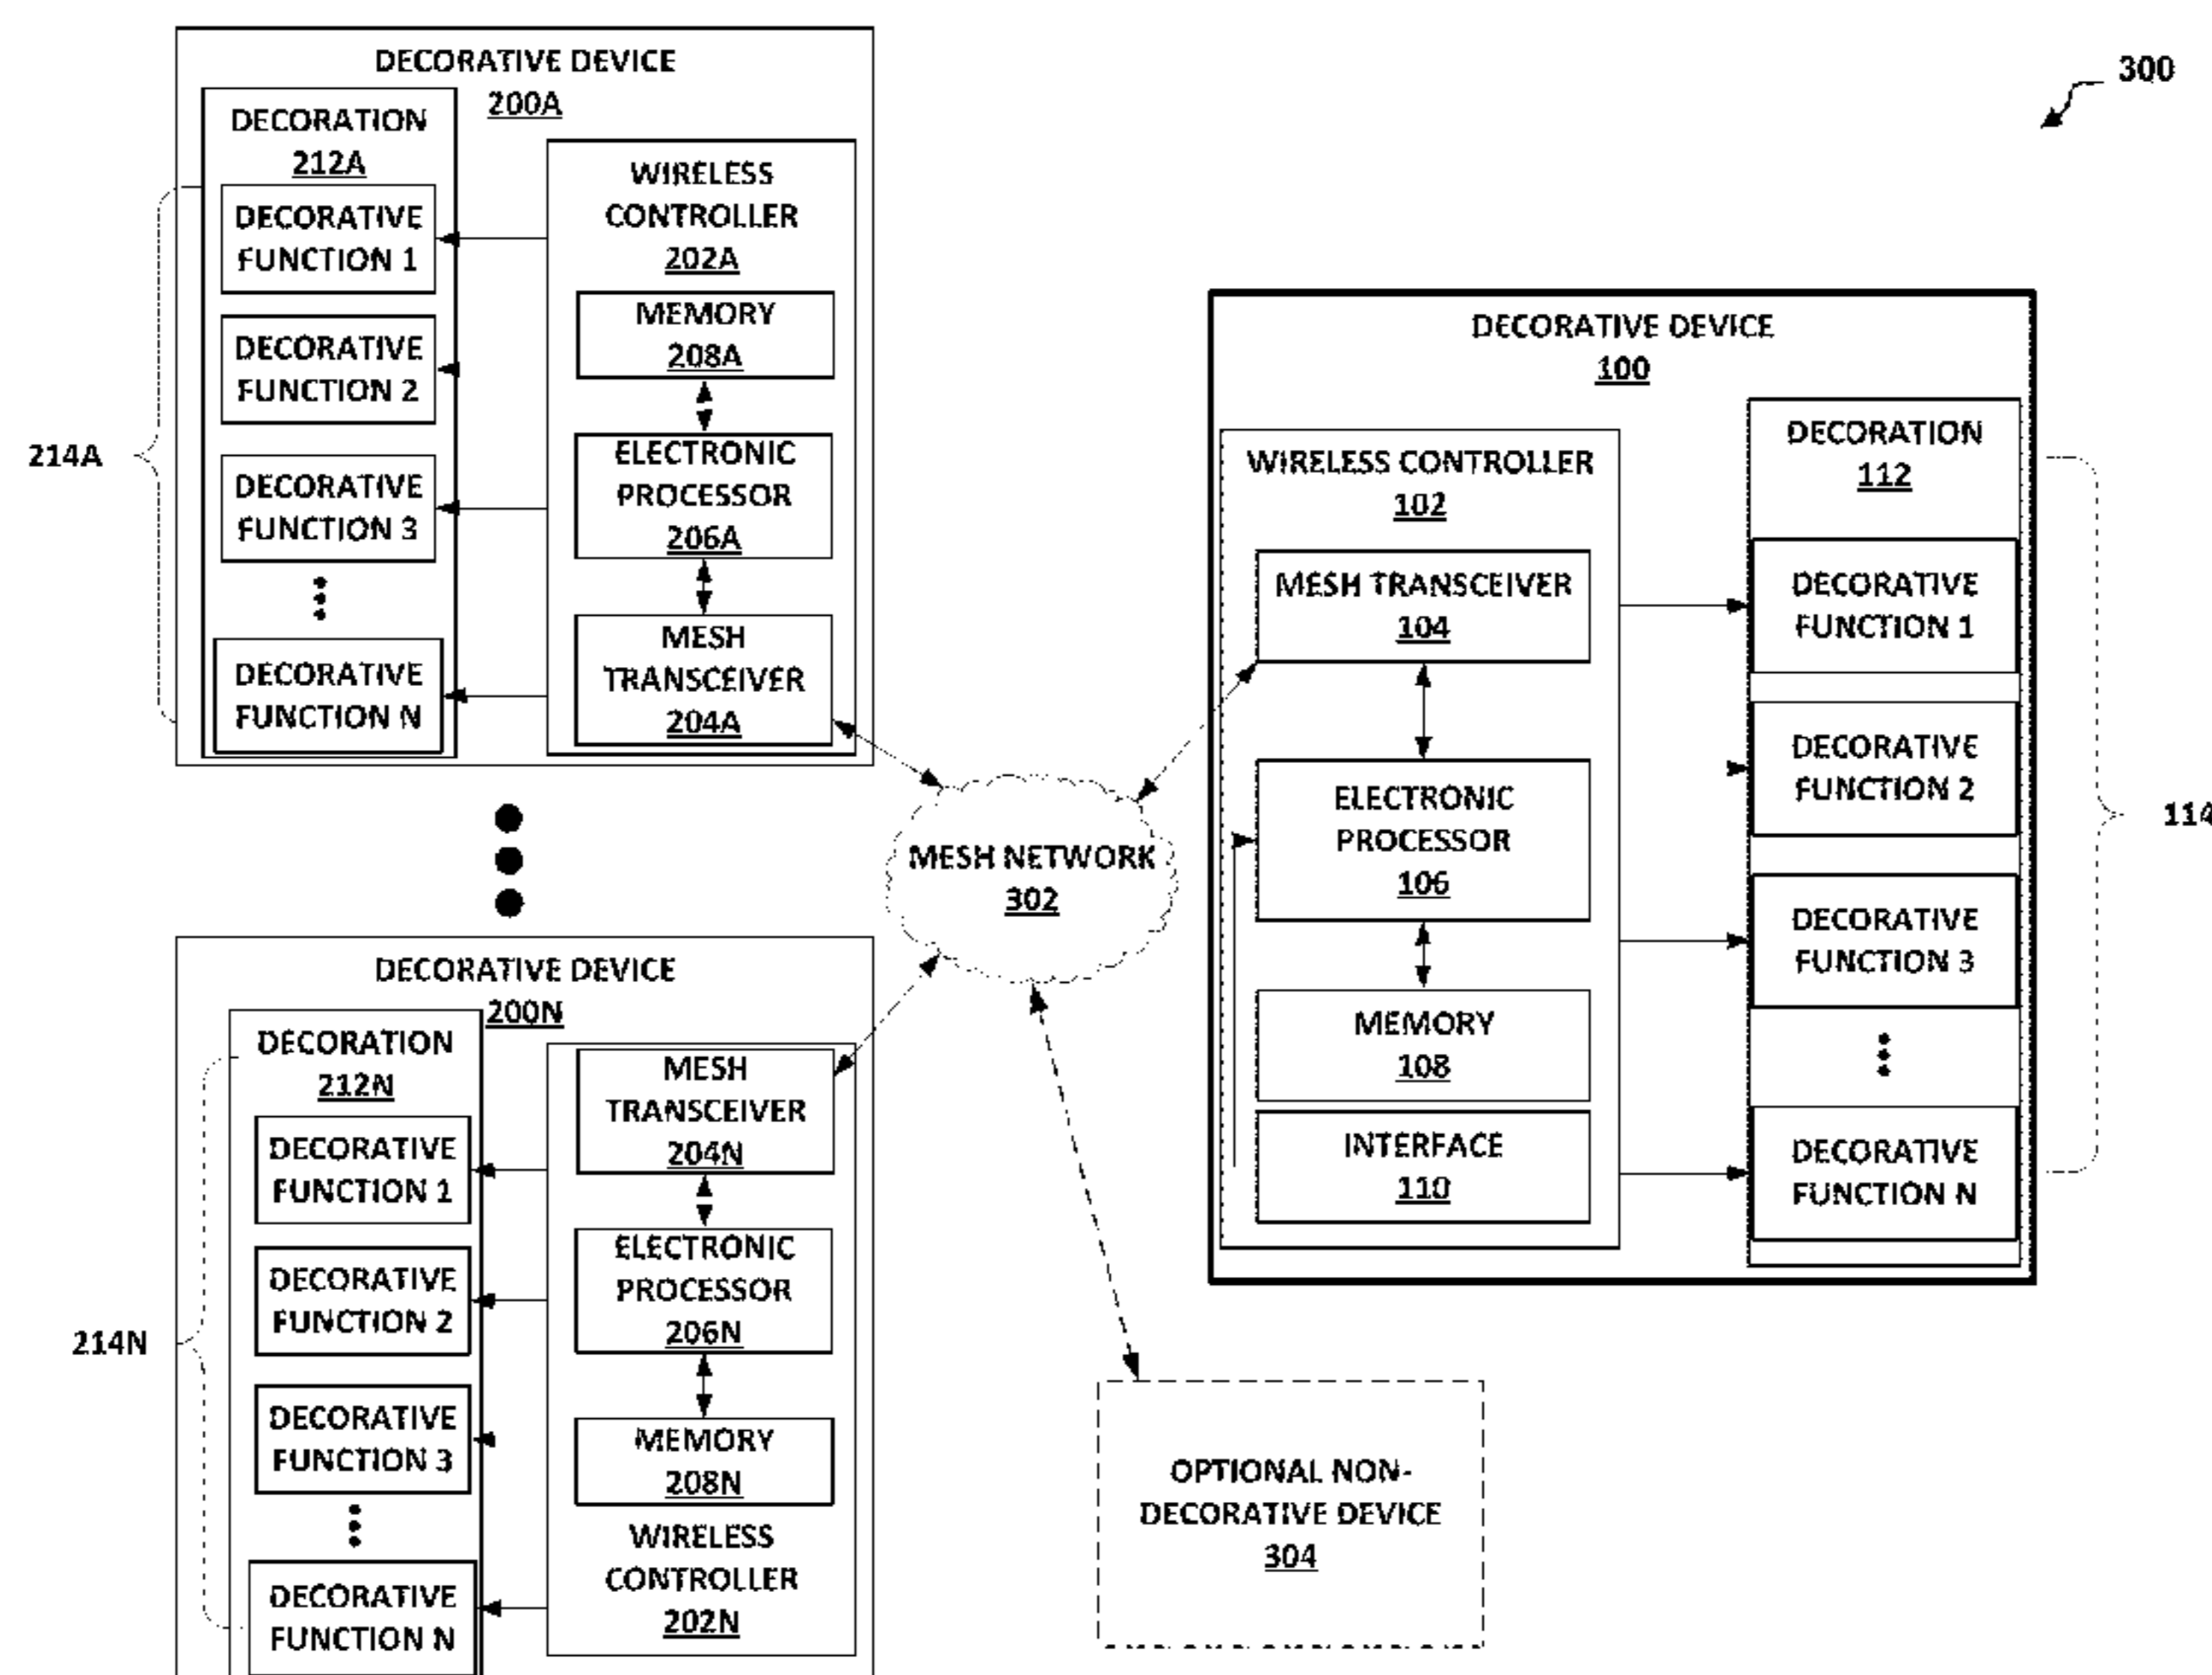 DECORATIVE DEVICE
200A
DECORATION
212A
DECORATIVE
FUNCTION 1
DECORATIVE
FUNCTION 2
DECORATIVE
FUNCTION 3
DECORATIVE
FUNCTION N
214A
WIRELESS
CONTROLLER
202A
MEMORY
208A
ELECTRONIC
PROCESSOR
206A
MESH
TRANSCEIVER
204A
300
DECORATIVE DEVICE
100
WIRELESS CONTROLLER
102
MESH TRANSCEIVER
104
ELECTRONIC
PROCESSOR
106
MEMORY
108
INTERFACE
110
DECORATION
112
DECORATIVE
FUNCTION 1
DECORATIVE
FUNCTION 2
DECORATIVE
FUNCTION 3
DECORATIVE
FUNCTION N
114
MESH NETWORK
302
DECORATIVE DEVICE
200N
DECORATION
212N
DECORATIVE
FUNCTION 1
DECORATIVE
FUNCTION 2
DECORATIVE
FUNCTION 3
DECORATIVE
FUNCTION N
214N
MESH
TRANSCEIVER
204N
ELECTRONIC
PROCESSOR
206N
MEMORY
208N
WIRELESS
CONTROLLER
202N
OPTIONAL NON-
DECORATIVE DEVICE
304